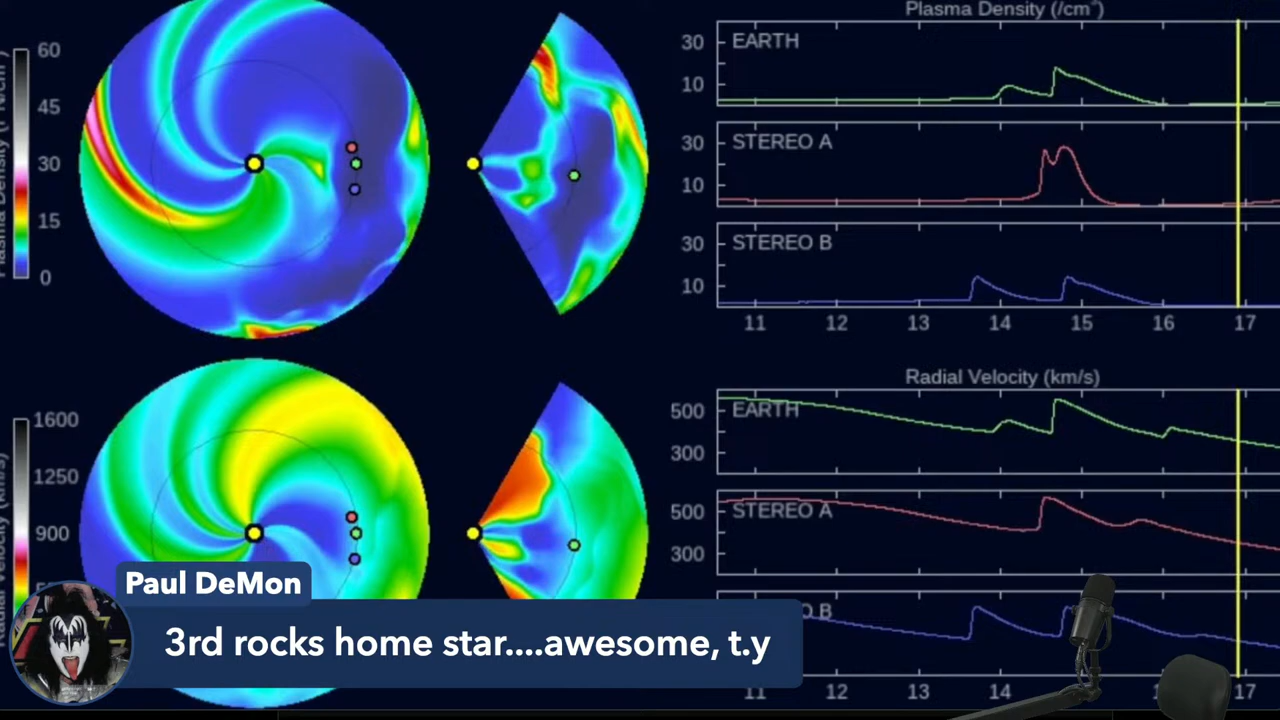 Plasma Density (/cm³)
60
45
30
15
0
30
EARTH
10
30
STEREO A
10
30
STEREO B
10
11 12 13 14 15 16 17
Radial Velocity (km/s)
1600
1250
900
500
EARTH
300
500
STEREO A
300
O B
11 12 13 14 17
Paul DeMon
3rd rocks home star....awesome, t.y